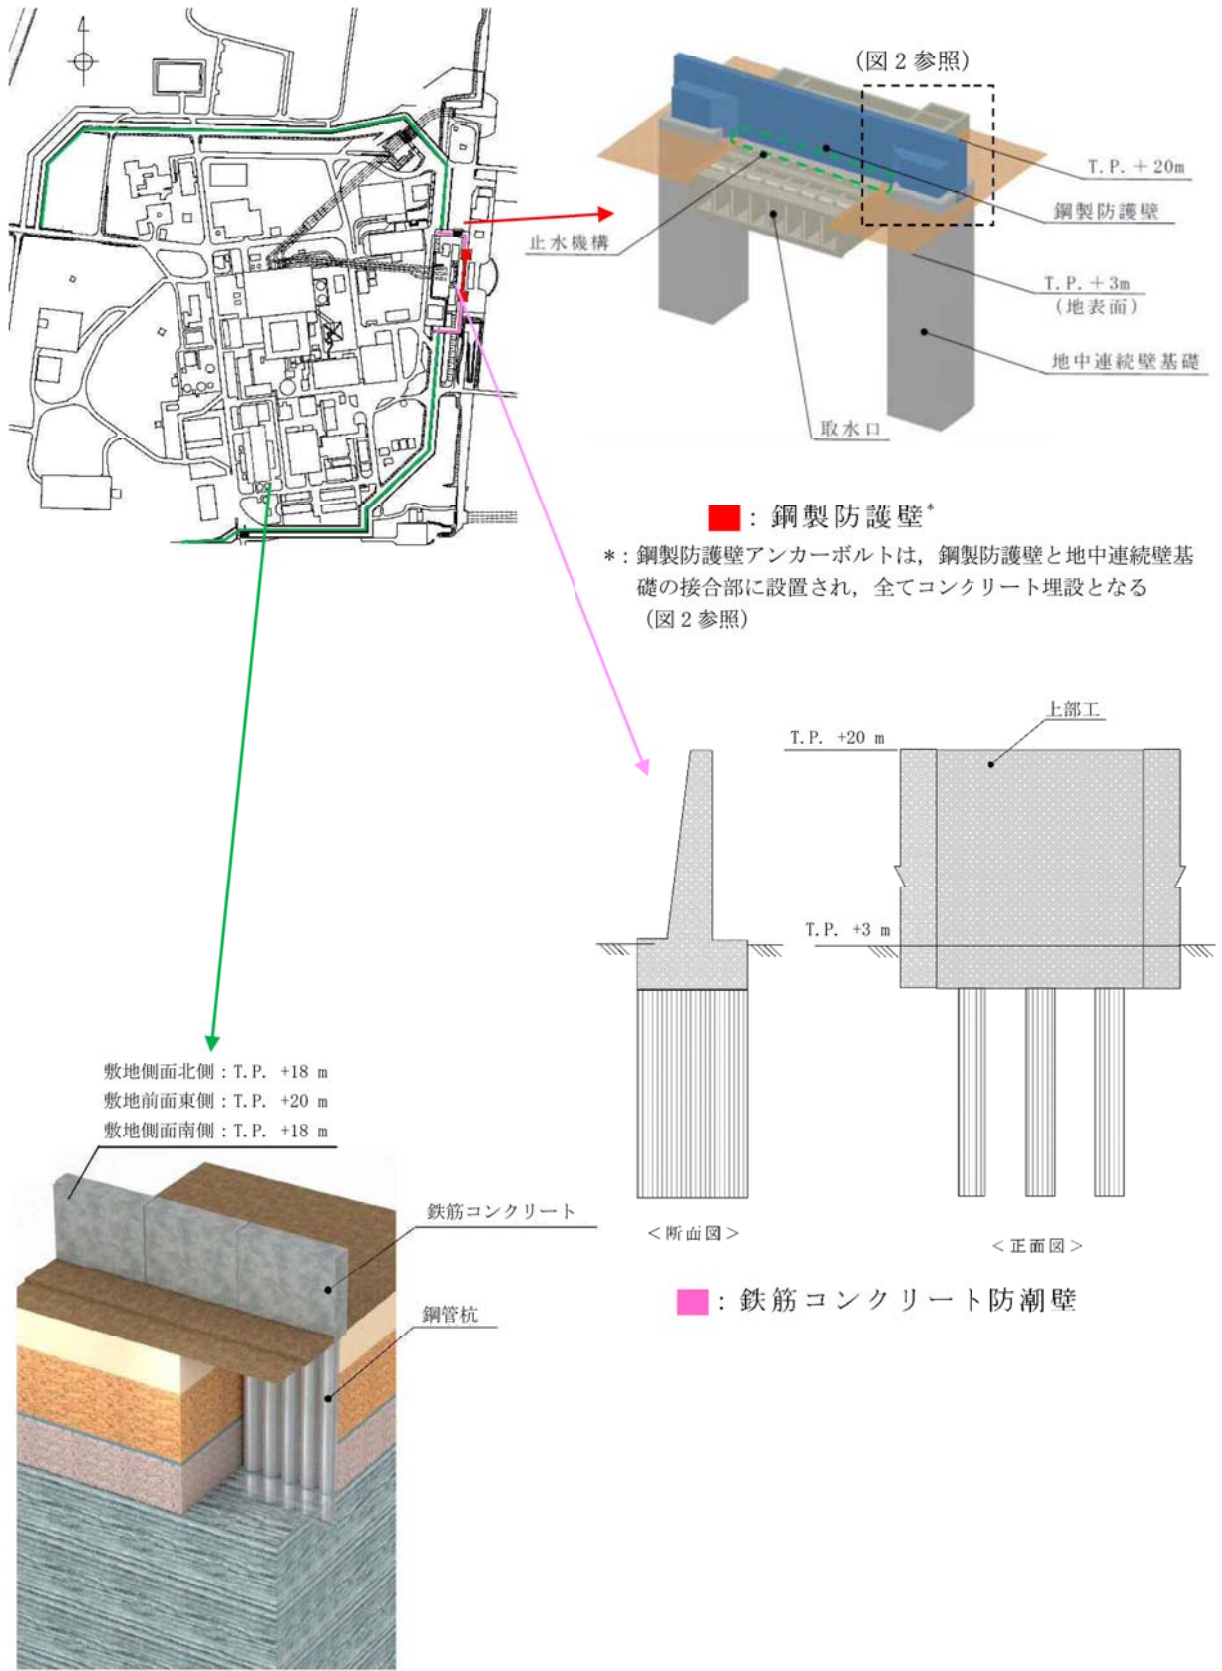 (図 2 参照)
T.P.+20m
鋼製防護壁
止水機構
T.P.+3m
(地表面)
地中連続壁基礎
取水口
：鋼製防護壁*
*：鋼製防護壁アンカーボルトは，鋼製防護壁と地中連続壁基
礎の接合部に設置され，全てコンクリート埋設となる
(図 2 参照)
上部工
T.P. +20 m
T.P. +3 m
＜断面図＞
＜正面図＞
：鉄筋コンクリート防潮壁
敷地側面北側：T.P. +18 m
敷地前面東側：T.P. +20 m
敷地側面南側：T.P. +18 m
鉄筋コンクリート
鋼管杭